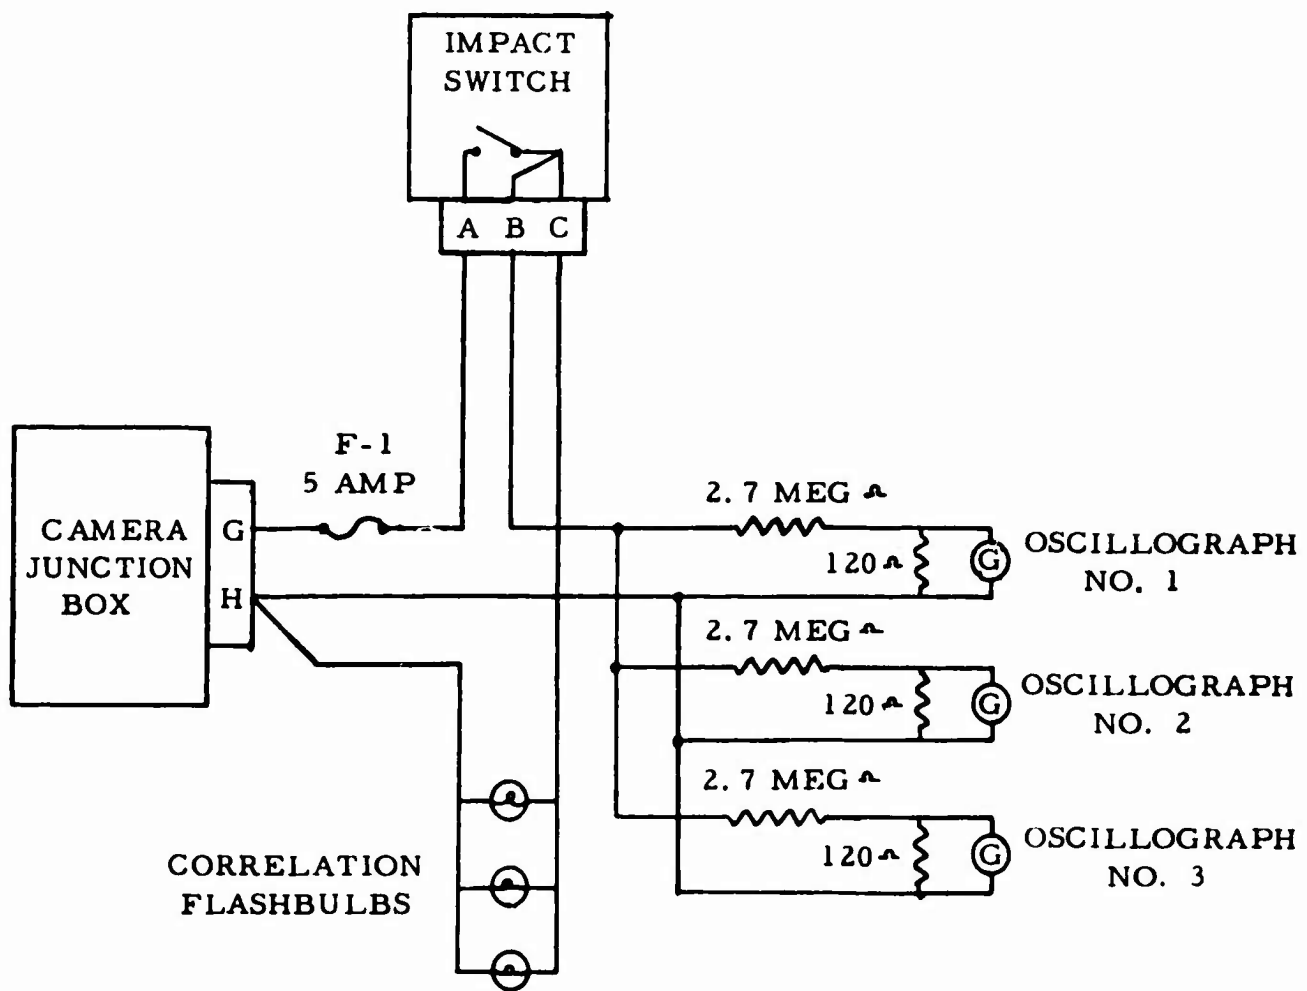 IMPACT
SWITCH
A B C
F-1
5 AMP
CAMERA
JUNCTION
BOX
G
H
2.7 MEG Ω
120 Ω
G
OSCILLOGRAPH
NO. 1
2.7 MEG Ω
120 Ω
G
OSCILLOGRAPH
NO. 2
2.7 MEG Ω
120 Ω
G
OSCILLOGRAPH
NO. 3
CORRELATION
FLASHBULBS